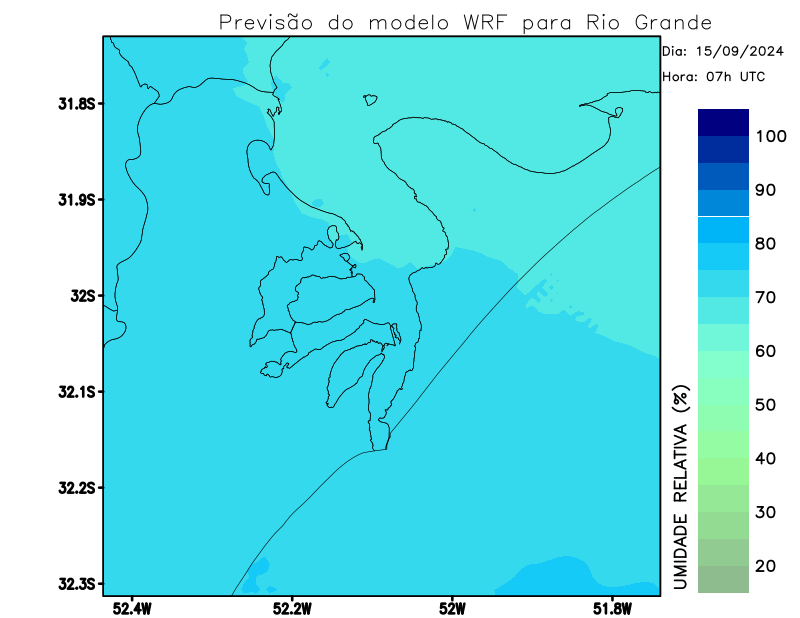 Previsão do modelo WRF para Rio Grande
Dia: 15/09/2024
Hora: 07h UTC
31.8S
31.9S
32S
32.1S
32.2S
32.3S
52.4W
52.2W
52W
51.8W
100
90
80
70
60
50
40
30
20
UMIDADE RELATIVA (%)